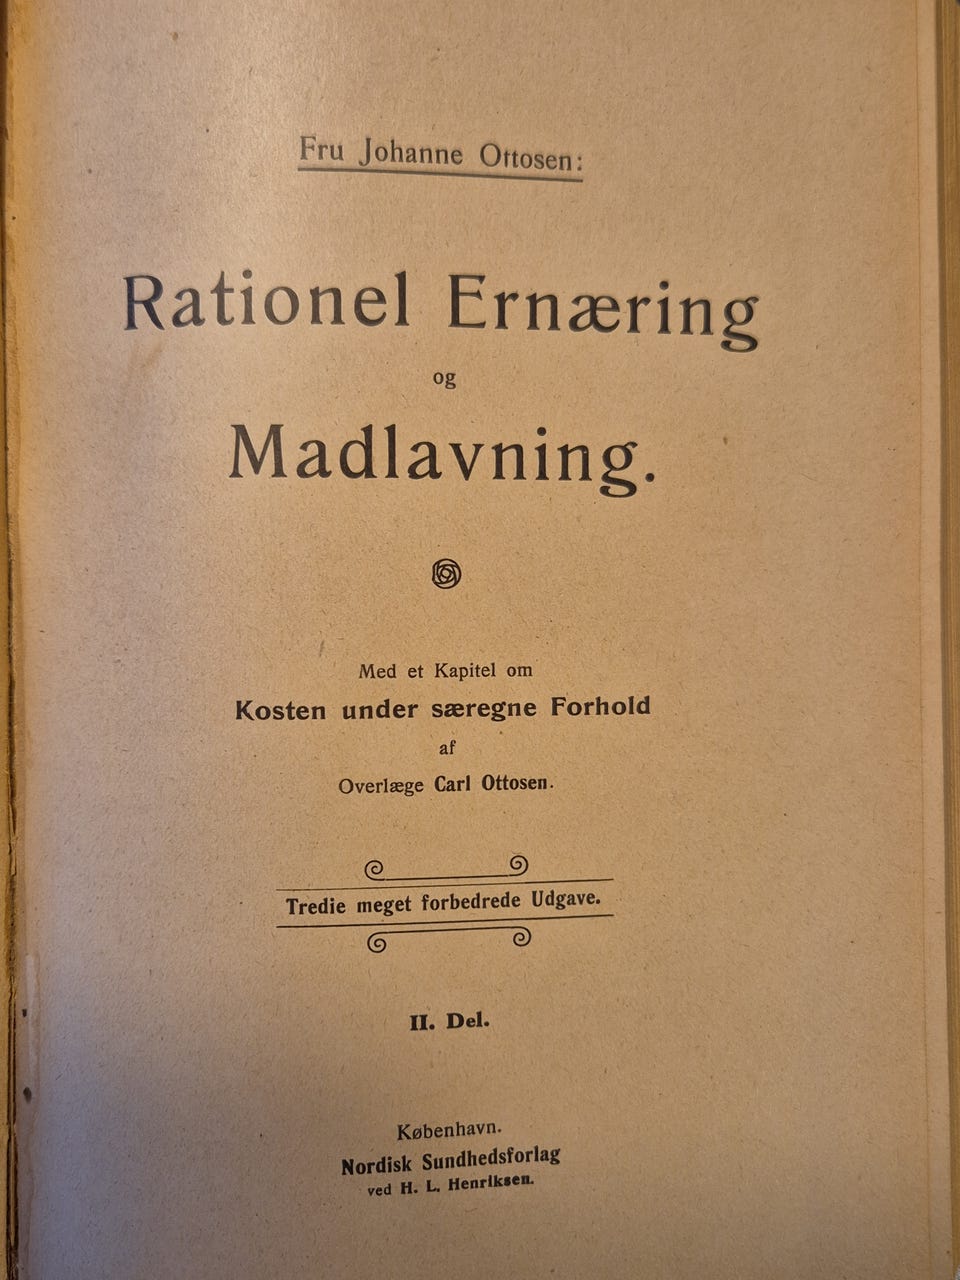 Fru Johanne Ottosen:
Rationel Ernæring
og
Madlavning.
Med et Kapitel om
Kosten under særegne Forhold
af
Overlæge Carl Ottosen.
Tredie meget forbedrede Udgave.
II. Del.
København.
Nordisk Sundhedsforlag
ved H. L. Henriksen.